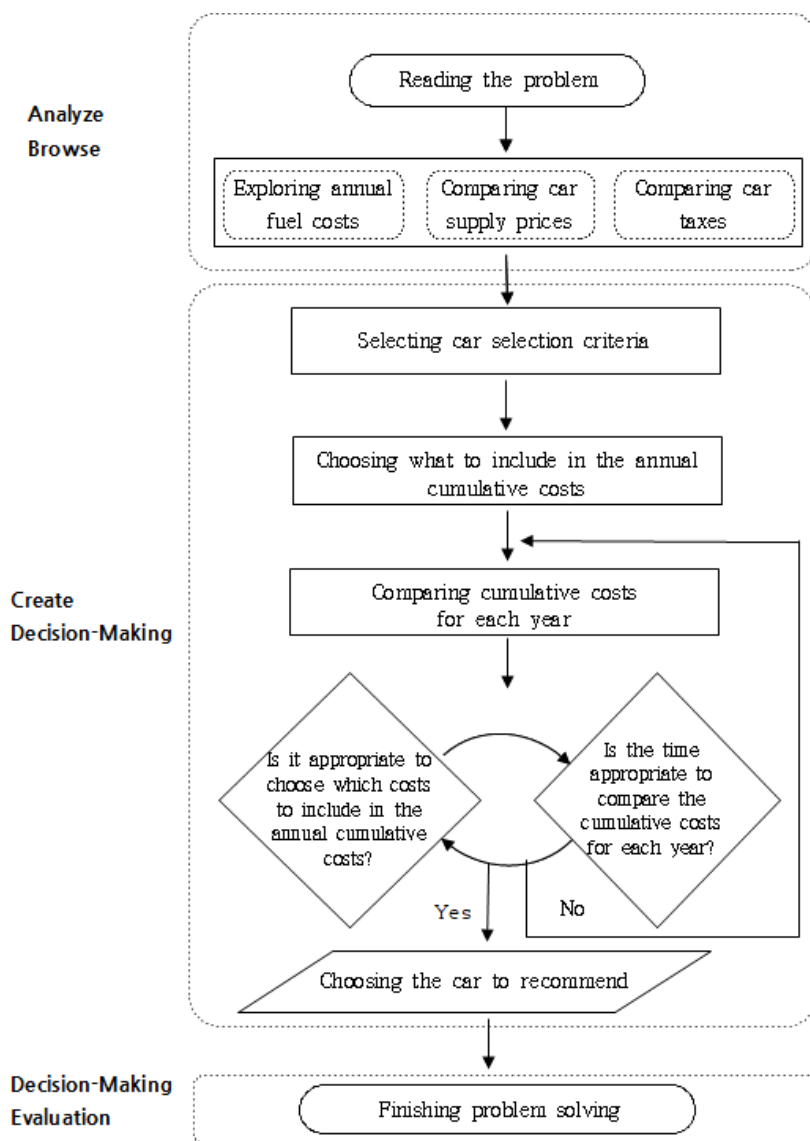 Analyze
Browse
Reading the problem
Exploring annual
fuel costs
Comparing car
supply prices
Comparing car
taxes
Create
Decision-Making
Selecting car selection criteria
Choosing what to include in the annual
cumulative costs
Comparing cumulative costs
for each year
Is it appropriate to
choose which costs
to include in the
annual cumulative
costs?
Is the time
appropriate to
compare the
cumulative costs
for each year?
Yes
No
Choosing the car to recommend
Decision-Making
Evaluation
Finishing problem solving